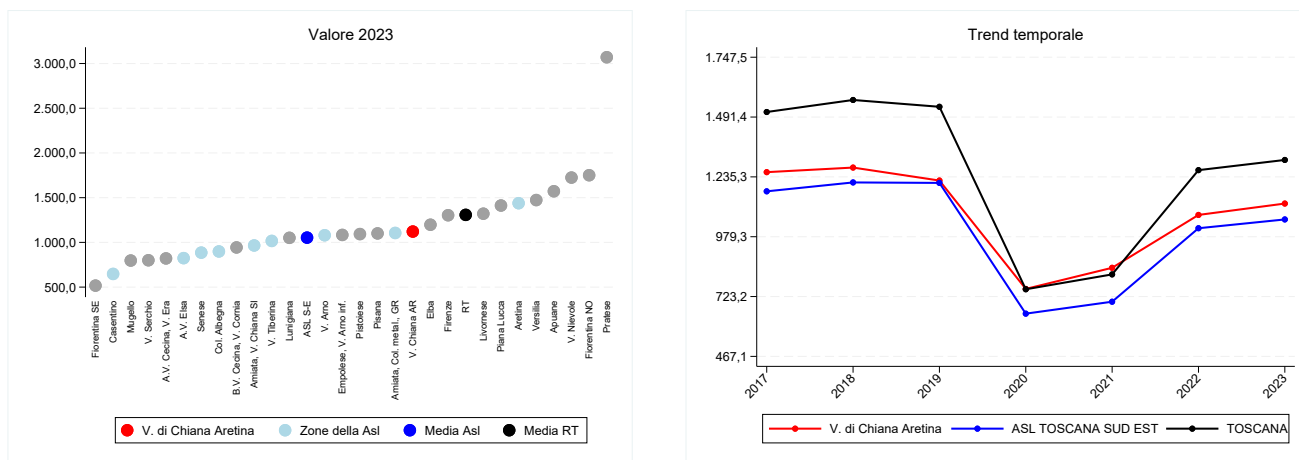 Valore 2023
3.000,0
2.500,0
2.000,0
1.500,0
1.000,0
500,0
Fiorentina SE
Casentino
Mugello
V. Serchio
A.V. Cecina, V. Era
A.V. Elsa
Senese
Col. Albegna
B.V. Cecina, V. Cornia
Amiata, V. Chiana SI
V. Tiberina
Lunigiana
ASL S-E
V. Arno
Empolese, V. Arno inf.
Pistoiese
Pisana
Amiata, Col. metal., GR
V. Chiana AR
Elba
Firenze
RT
Livornese
Piana Lucca
Aretina
Versilia
Apuane
V. Nievole
Fiorentina NO
Pratese
V. di Chiana Aretina
Zone della Asl
Media Asl
Media RT
Trend temporale
1.747,5
1.491,4
1.235,3
979,3
723,2
467,1
2017
2018
2019
2020
2021
2022
2023
V. di Chiana Aretina
ASL TOSCANA SUD EST
TOSCANA